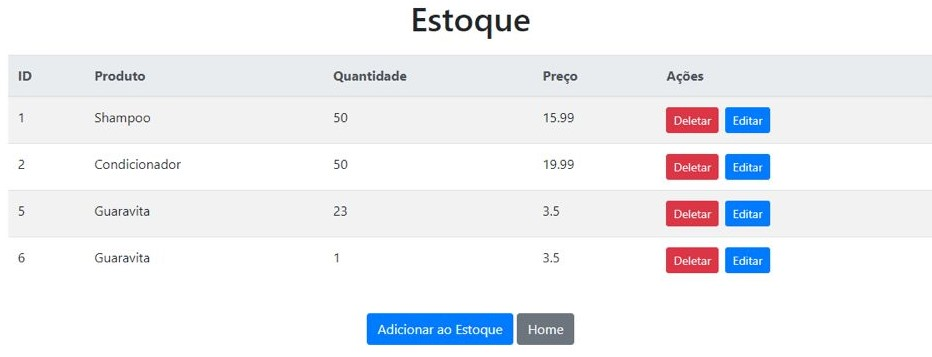 Estoque
ID Produto Quantidade Preço Ações
1 Shampoo 50 15.99 Deletar Editar
2 Condicionador 50 19.99 Deletar Editar
5 Guaravita 23 3.5 Deletar Editar
6 Guaravita 1 3.5 Deletar Editar
Adicionar ao Estoque Home